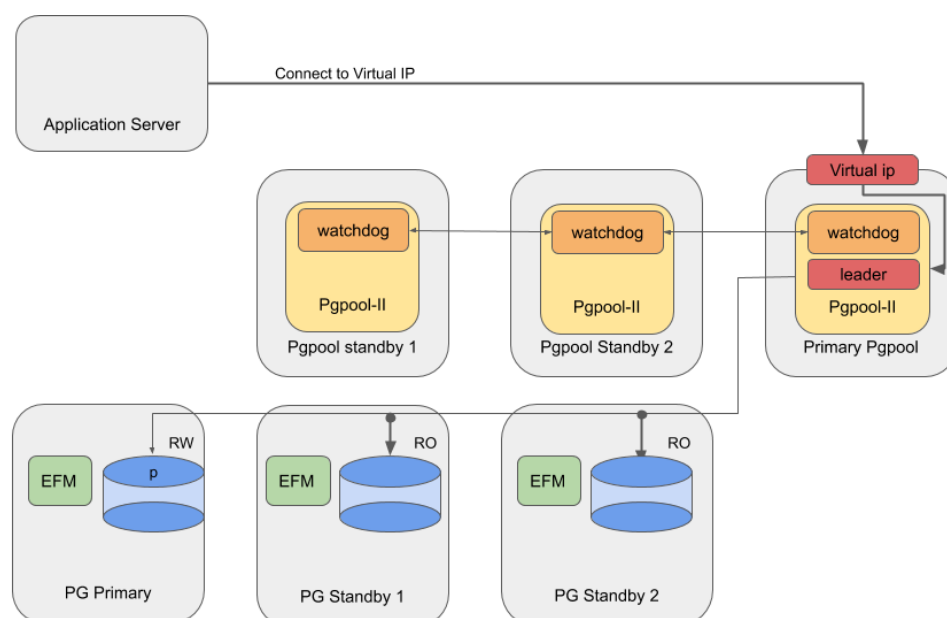 Connect to Virtual IP
Application Server
Virtual ip
watchdog
watchdog
watchdog
leader
Pgpool-II
Pgpool-II
Pgpool-II
Pgpool standby 1
Pgpool Standby 2
Primary Pgpool
RW
RO
RO
EFM
p
EFM
EFM
PG Primary
PG Standby 1
PG Standby 2